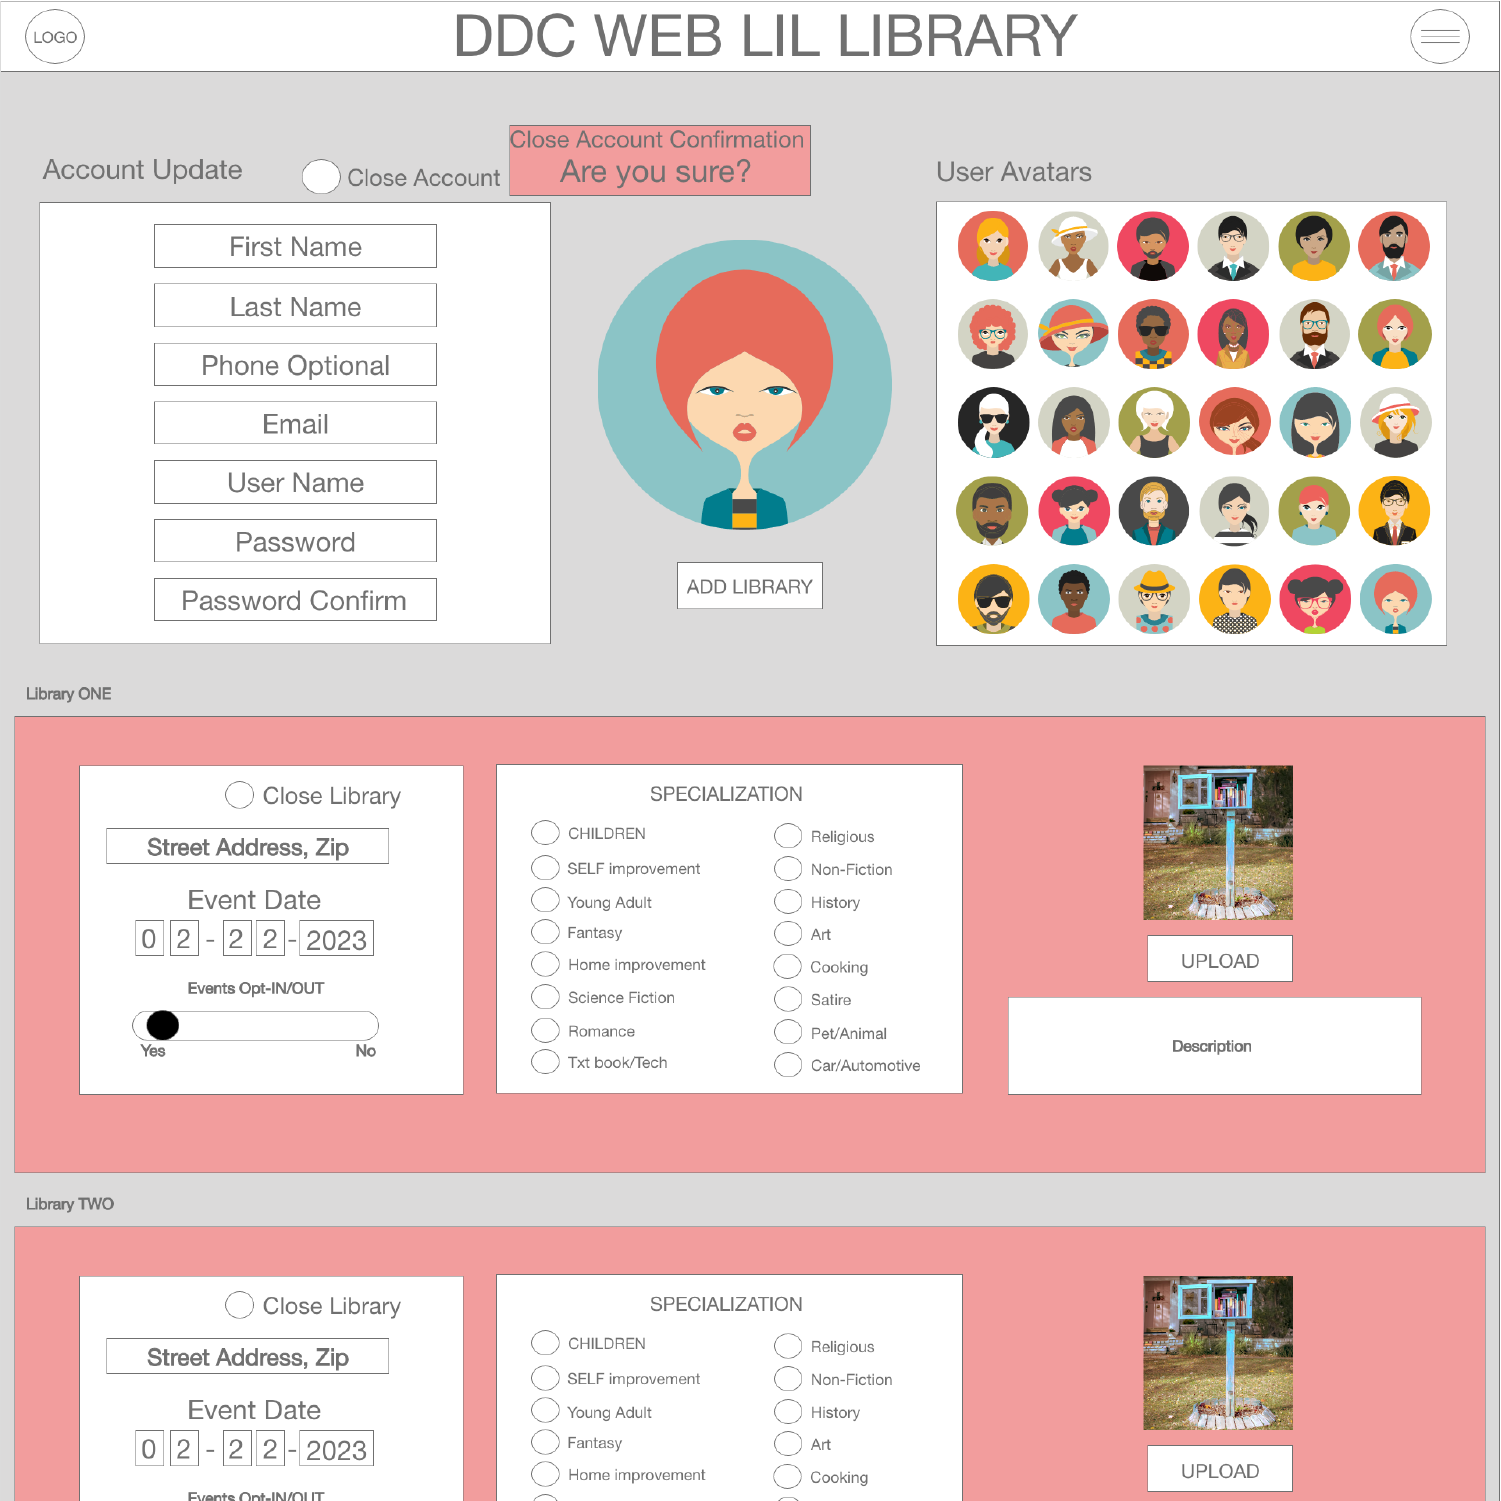 LOGO
DDC WEB LIL LIBRARY
Account Update
Close Account
Close Account Confirmation
Are you sure?
User Avatars
First Name
Last Name
Phone Optional
Email
User Name
Password
Password Confirm
ADD LIBRARY
Library ONE
Close Library
Street Address, Zip
Event Date
0 2 - 2 2 - 2023
Events Opt-IN/OUT
Yes No
SPECIALIZATION
CHILDREN
SELF improvement
Young Adult
Fantasy
Home improvement
Science Fiction
Romance
Txt book/Tech
Religious
Non-Fiction
History
Art
Cooking
Satire
Pet/Animal
Car/Automotive
UPLOAD
Description
Library TWO
Close Library
Street Address, Zip
Event Date
0 2 - 2 2 - 2023
Events Opt-IN/OUT
SPECIALIZATION
CHILDREN
SELF improvement
Young Adult
Fantasy
Home improvement
Religious
Non-Fiction
History
Art
Cooking
UPLOAD